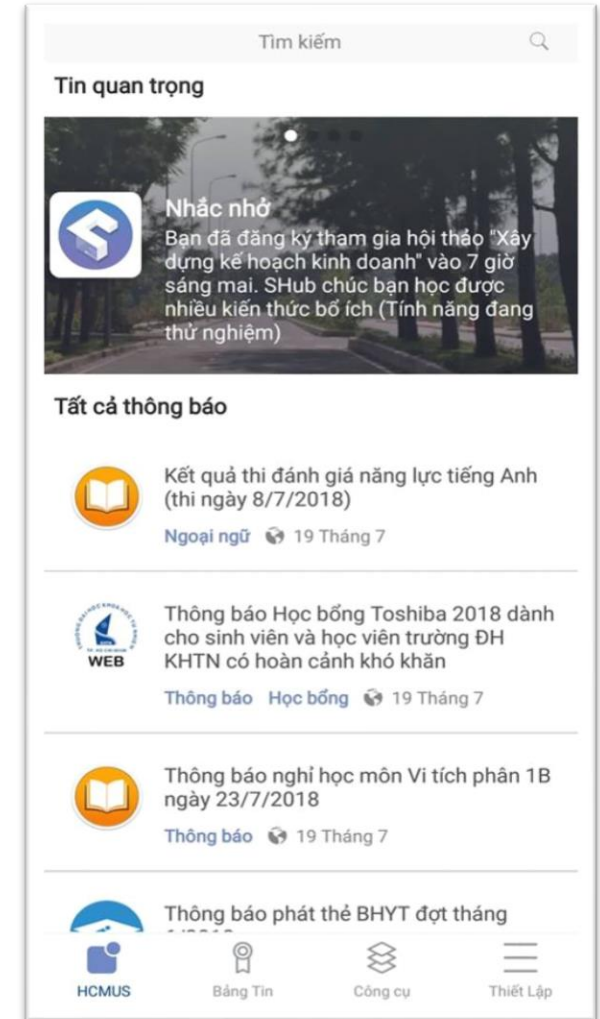 Tìm kiếm
Tin quan trọng
Nhắc nhở
Bạn đã đăng ký tham gia hội thảo "Xây
dựng kế hoạch kinh doanh" vào 7 giờ
sáng mai. SHub chúc bạn học được
nhiều kiến thức bổ ích (Tính năng đang
thử nghiệm)
Tất cả thông báo
Kết quả thi đánh giá năng lực tiếng Anh
(thi ngày 8/7/2018)
Ngoại ngữ 19 Tháng 7
Thông báo Học bổng Toshiba 2018 dành
cho sinh viên và học viên trường ĐH
KHTN có hoàn cảnh khó khăn
WEB
Thông báo Học bổng 19 Tháng 7
Thông báo nghỉ học môn Vi tích phân 1B
ngày 23/7/2018
Thông báo 19 Tháng 7
Thông báo phát thẻ BHYT đợt tháng
HCMUS Bảng Tin Công cụ Thiết Lập